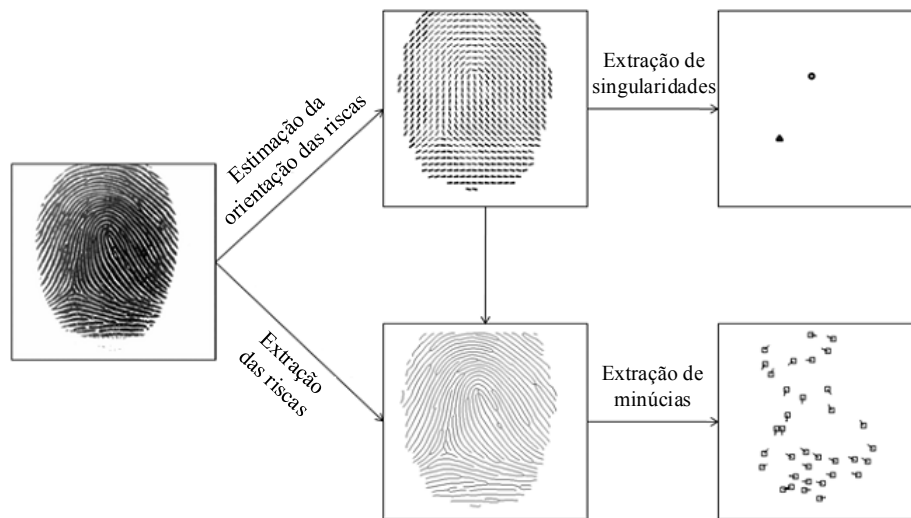 Estimação da
orientação das riscas
Extração de
singularidades
Extração
das riscas
Extração de
minúcias